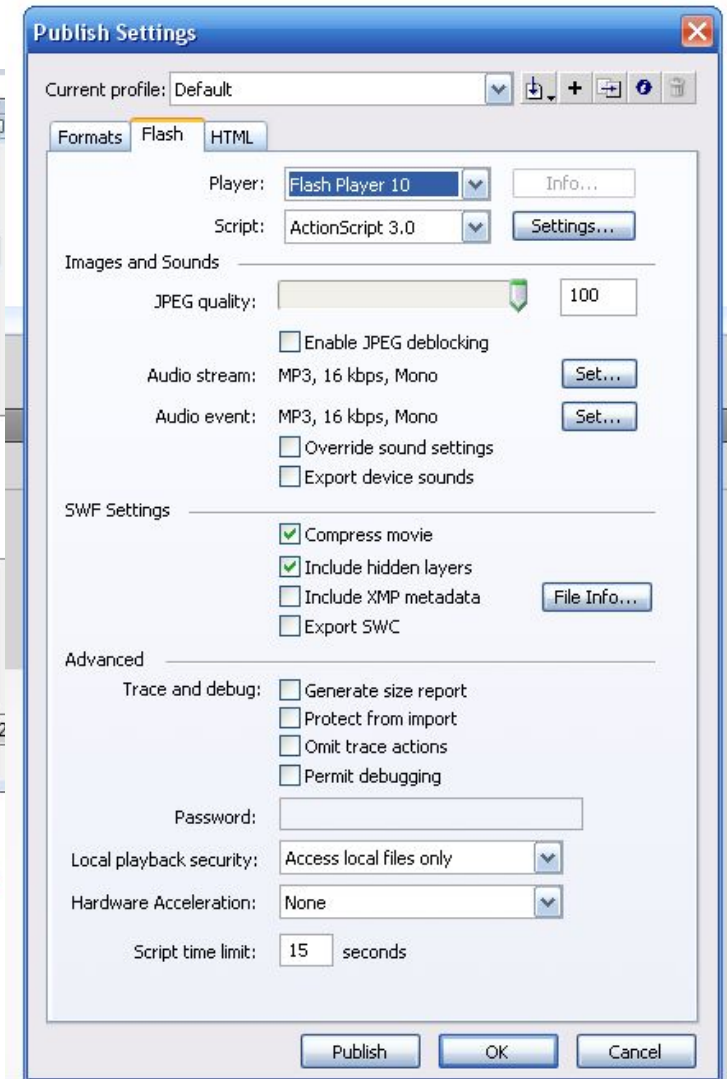 Publish Settings
Current profile: Default
Formats Flash HTML
Player: Flash Player 10 Info...
Script: ActionScript 3.0 Settings...
Images and Sounds
JPEG quality: 100
Enable JPEG deblocking
Audio stream: MP3, 16 kbps, Mono Set...
Audio event: MP3, 16 kbps, Mono Set...
Override sound settings
Export device sounds
SWF Settings
Compress movie
Include hidden layers
Include XMP metadata File Info...
Export SWC
Advanced
Trace and debug: Generate size report
Protect from import
Omit trace actions
Permit debugging
Password:
Local playback security: Access local files only
Hardware Acceleration: None
Script time limit: 15 seconds
Publish OK Cancel